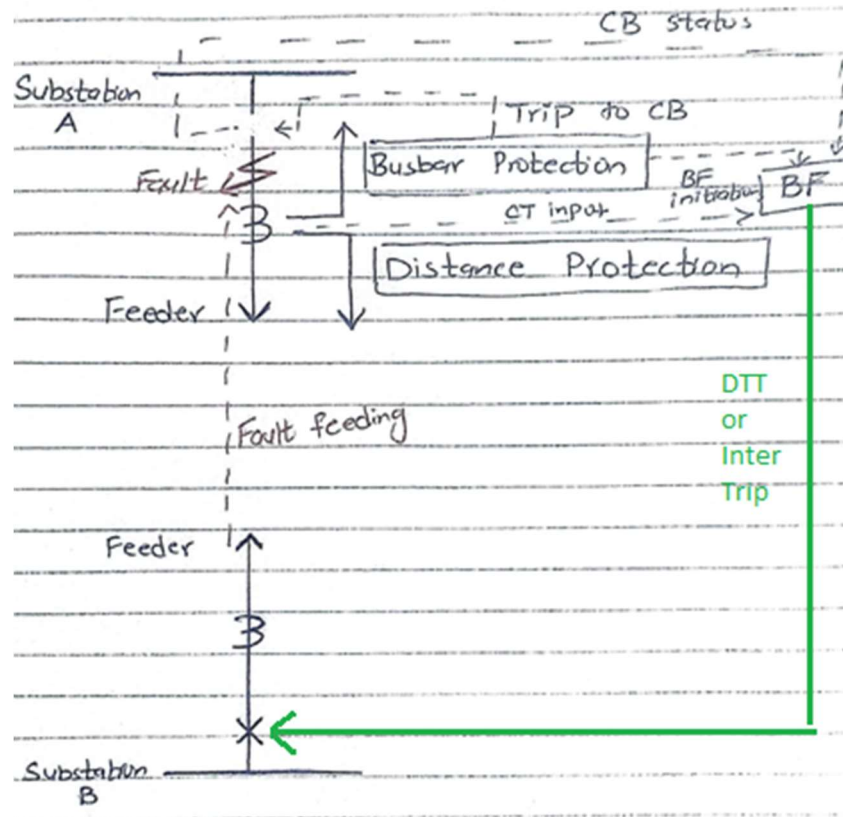 CB status
Substation
A
Trip to CB
Busbar Protection
Fault
BF
initiation
BF
CT input
Distance Protection
Feeder
DTT
or
Inter
Trip
Fault feeding
Feeder
Substation
B